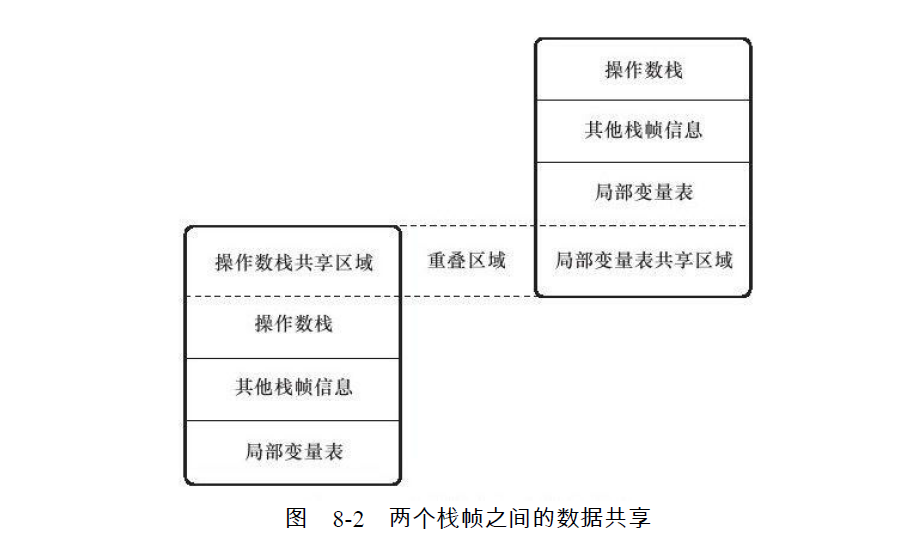 操作数栈
其他栈帧信息
局部变量表
操作数栈共享区域
重叠区域
局部变量表共享区域
操作数栈
其他栈帧信息
局部变量表
图 8-2 两个栈帧之间的数据共享